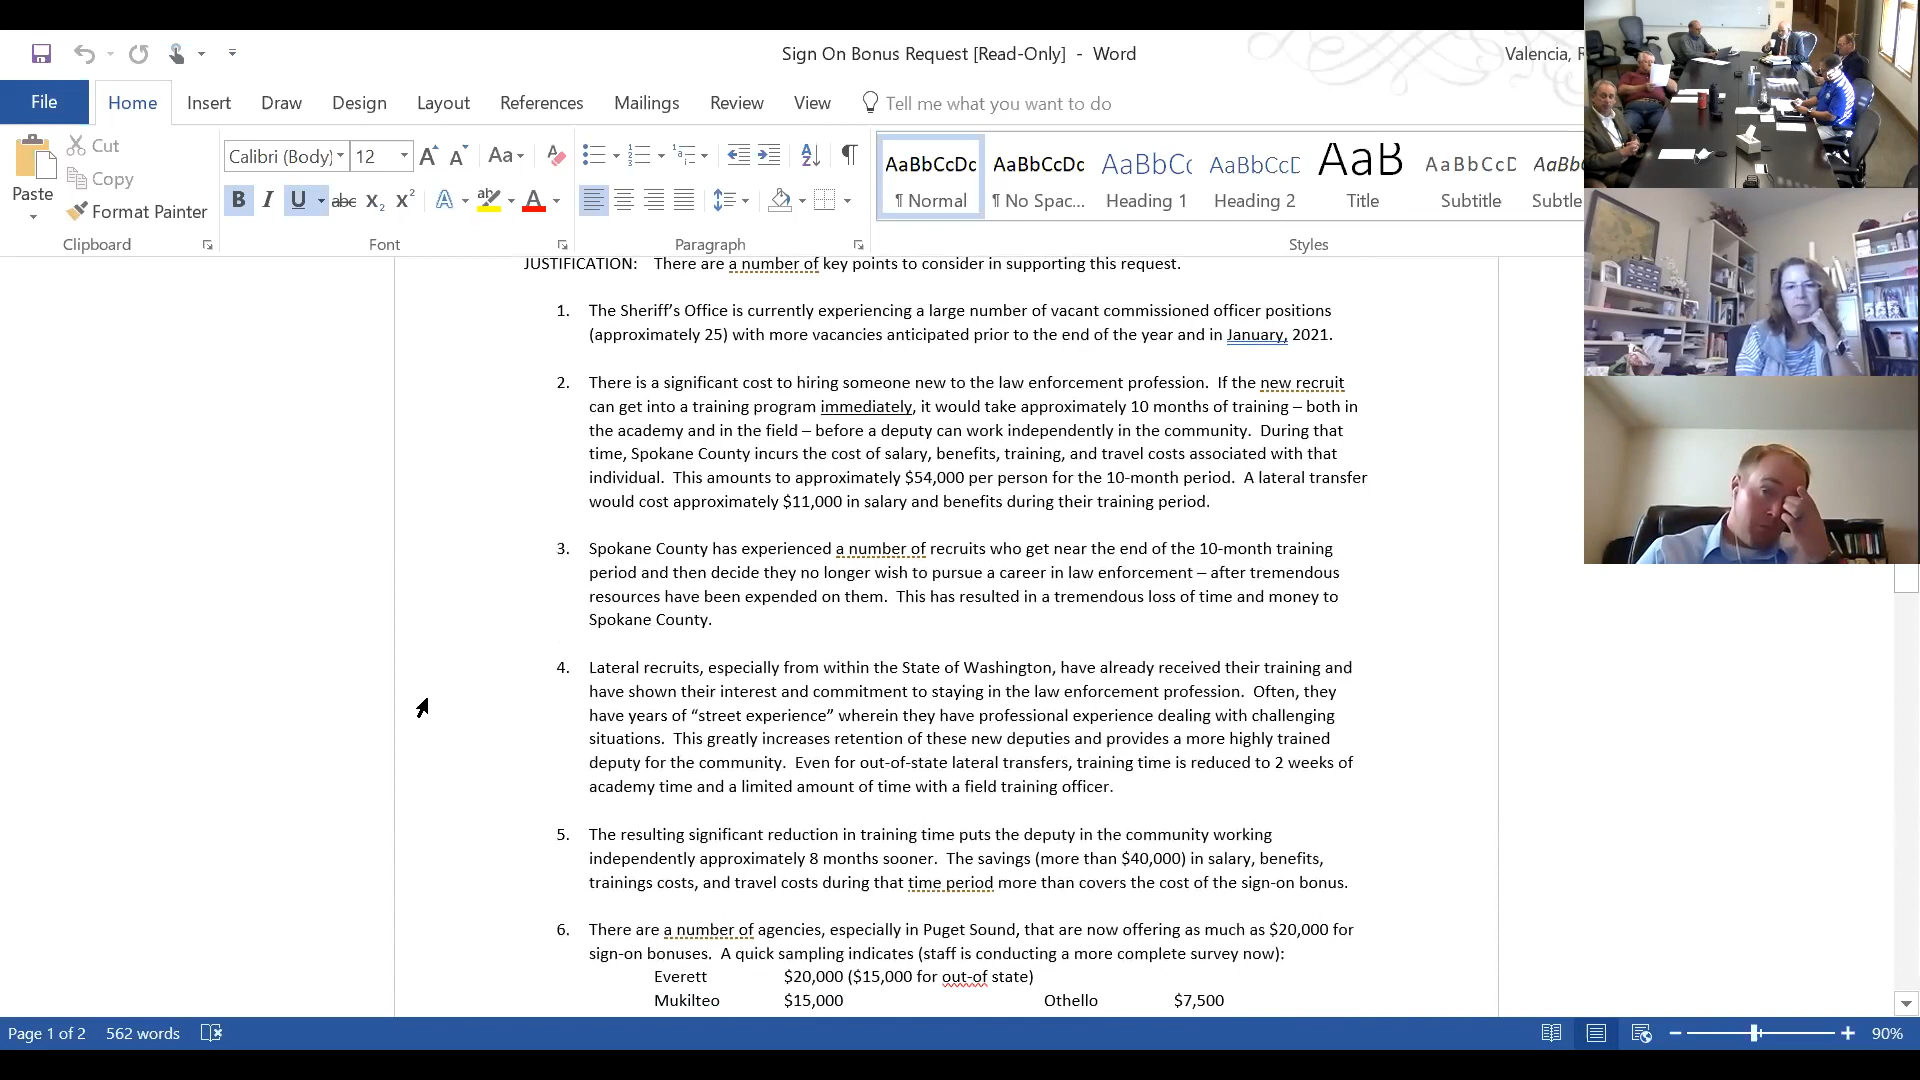 Sign On Bonus Request [Read-Only] - Word
Valencia, R
File Home Insert Draw Design Layout References Mailings Review View Tell me what you want to do
Paste
Cut
Copy
Format Painter
Clipboard
Calibri (Body) 12
Aa
B I U abc X₂ X² A ab A
Font
Paragraph
AaBbCcDc AaBbCcDc AaBbCc AaBbCcD AaB AaBbCcD AaBb
¶ Normal ¶ No Spac... Heading 1 Heading 2 Title Subtitle Subtle
Styles
JUSTIFICATION: There are a number of key points to consider in supporting this request.
1. The Sheriff’s Office is currently experiencing a large number of vacant commissioned officer positions
(approximately 25) with more vacancies anticipated prior to the end of the year and in January, 2021.
2. There is a significant cost to hiring someone new to the law enforcement profession. If the new recruit
can get into a training program immediately, it would take approximately 10 months of training – both in
the academy and in the field – before a deputy can work independently in the community. During that
time, Spokane County incurs the cost of salary, benefits, training, and travel costs associated with that
individual. This amounts to approximately $54,000 per person for the 10-month period. A lateral transfer
would cost approximately $11,000 in salary and benefits during their training period.
3. Spokane County has experienced a number of recruits who get near the end of the 10-month training
period and then decide they no longer wish to pursue a career in law enforcement – after tremendous
resources have been expended on them. This has resulted in a tremendous loss of time and money to
Spokane County.
4. Lateral recruits, especially from within the State of Washington, have already received their training and
have shown their interest and commitment to staying in the law enforcement profession. Often, they
have years of “street experience” wherein they have professional experience dealing with challenging
situations. This greatly increases retention of these new deputies and provides a more highly trained
deputy for the community. Even for out-of-state lateral transfers, training time is reduced to 2 weeks of
academy time and a limited amount of time with a field training officer.
5. The resulting significant reduction in training time puts the deputy in the community working
independently approximately 8 months sooner. The savings (more than $40,000) in salary, benefits,
trainings costs, and travel costs during that time period more than covers the cost of the sign-on bonus.
6. There are a number of agencies, especially in Puget Sound, that are now offering as much as $20,000 for
sign-on bonuses. A quick sampling indicates (staff is conducting a more complete survey now):
Everett $20,000 ($15,000 for out-of state)
Mukilteo $15,000 Othello $7,500
Page 1 of 2 562 words 90%